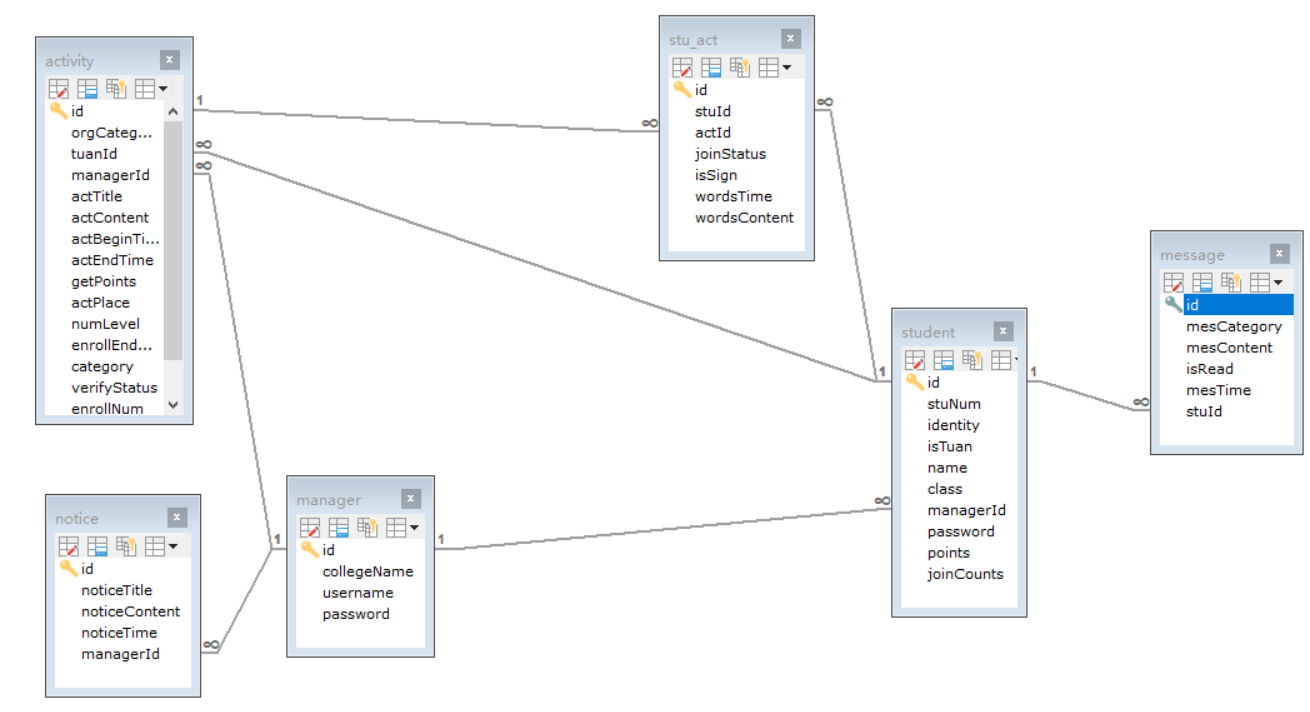 activity
id
orgCateg...
tuanId
managerId
actTitle
actContent
actBeginTi...
actEndTime
getPoints
actPlace
numLevel
enrollEnd...
category
verifyStatus
enrollNum
1
∞
∞
stu_act
id
stuId
actId
joinStatus
isSign
wordsTime
wordsContent
∞
∞
message
id
mesCategory
mesContent
isRead
mesTime
stuId
∞
student
id
stuNum
identity
isTuan
name
class
managerId
password
points
joinCounts
1
1
∞
manager
id
collegeName
username
password
1
1
notice
id
noticeTitle
noticeContent
noticeTime
managerId
∞